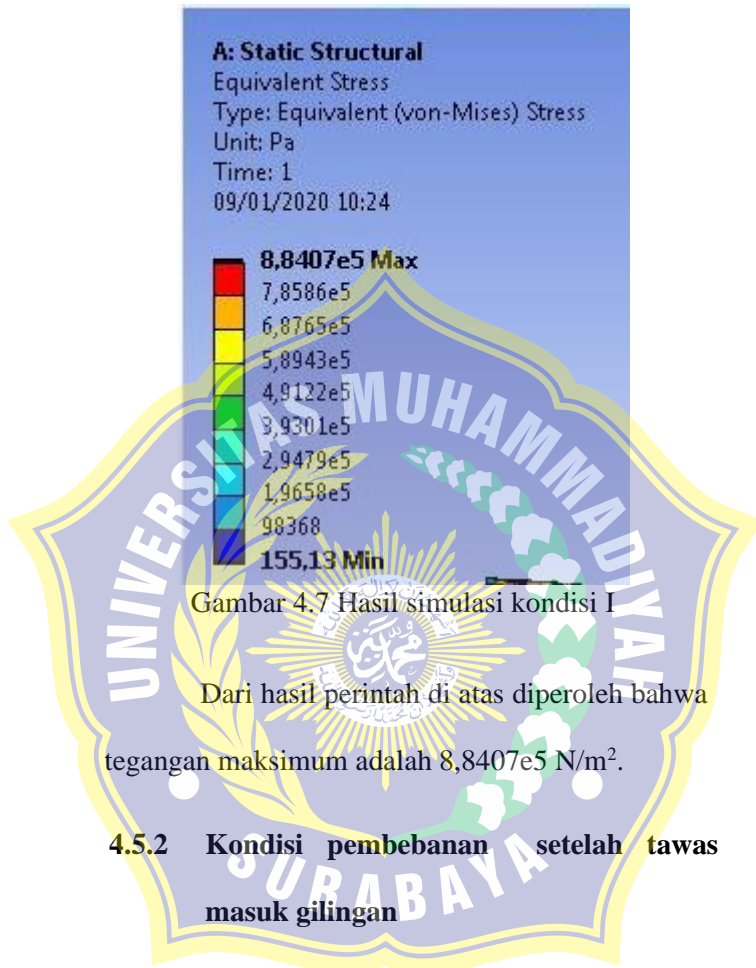 A: Static Structural
Equivalent Stress
Type: Equivalent (von-Mises) Stress
Unit: Pa
Time: 1
09/01/2020 10:24
8,8407e5 Max
7,8586e5
6,8765e5
5,8943e5
4,9122e5
3,9301e5
2,9479e5
1,9658e5
98368
155,13 Min
Gambar 4.7 Hasil simulasi kondisi I
Dari hasil perintah di atas diperoleh bahwa
tegangan maksimum adalah 8,8407e5 N/m².
4.5.2 Kondisi pembebanan setelah tawas
masuk gilingan
UNIVERSITAS MUHAMMADIYAH
SURABAYA